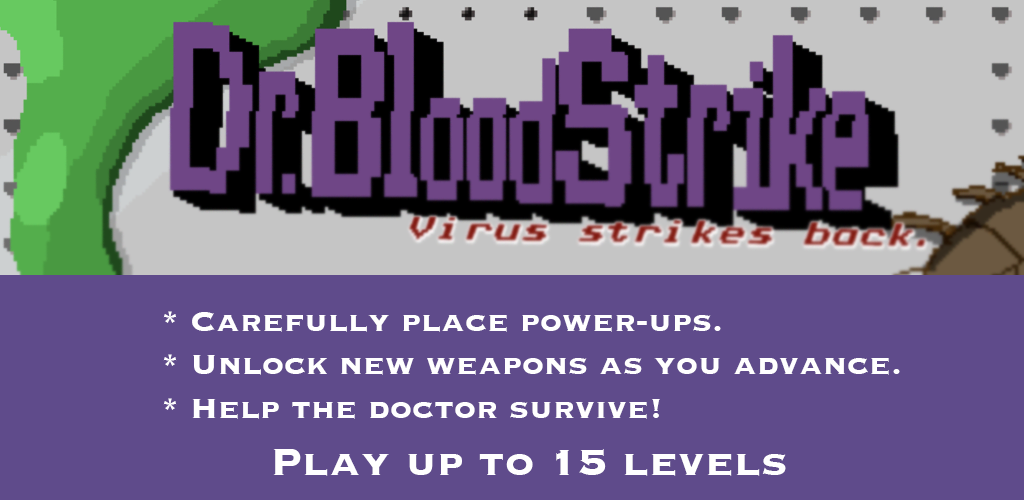 Dr.BloodStrike
Virus strikes back.
* Carefully place power-ups.
* Unlock new weapons as you advance.
* Help the doctor survive!
Play up to 15 levels